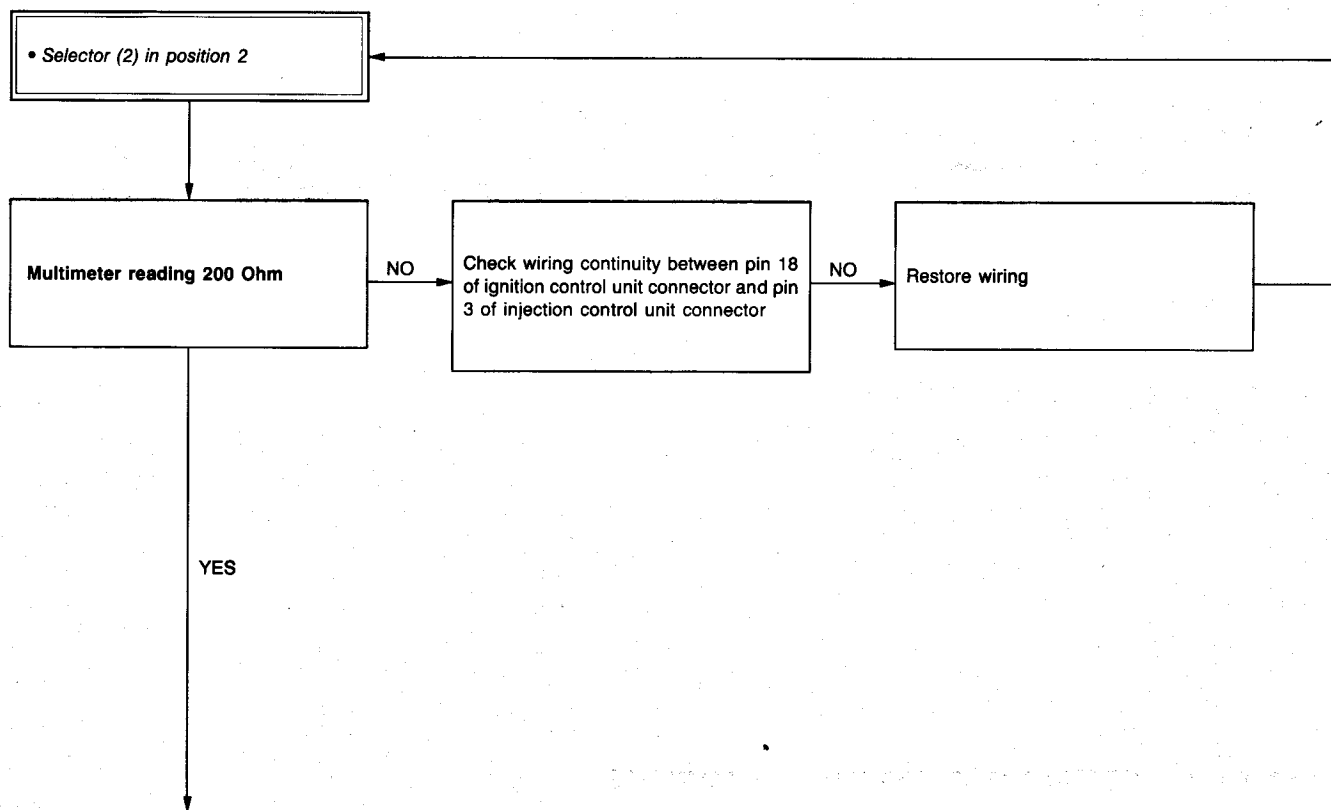 • Selector (2) in position 2
Multimeter reading 200 Ohm
NO
Check wiring continuity between pin 18
of ignition control unit connector and pin
3 of injection control unit connector
NO
Restore wiring
YES